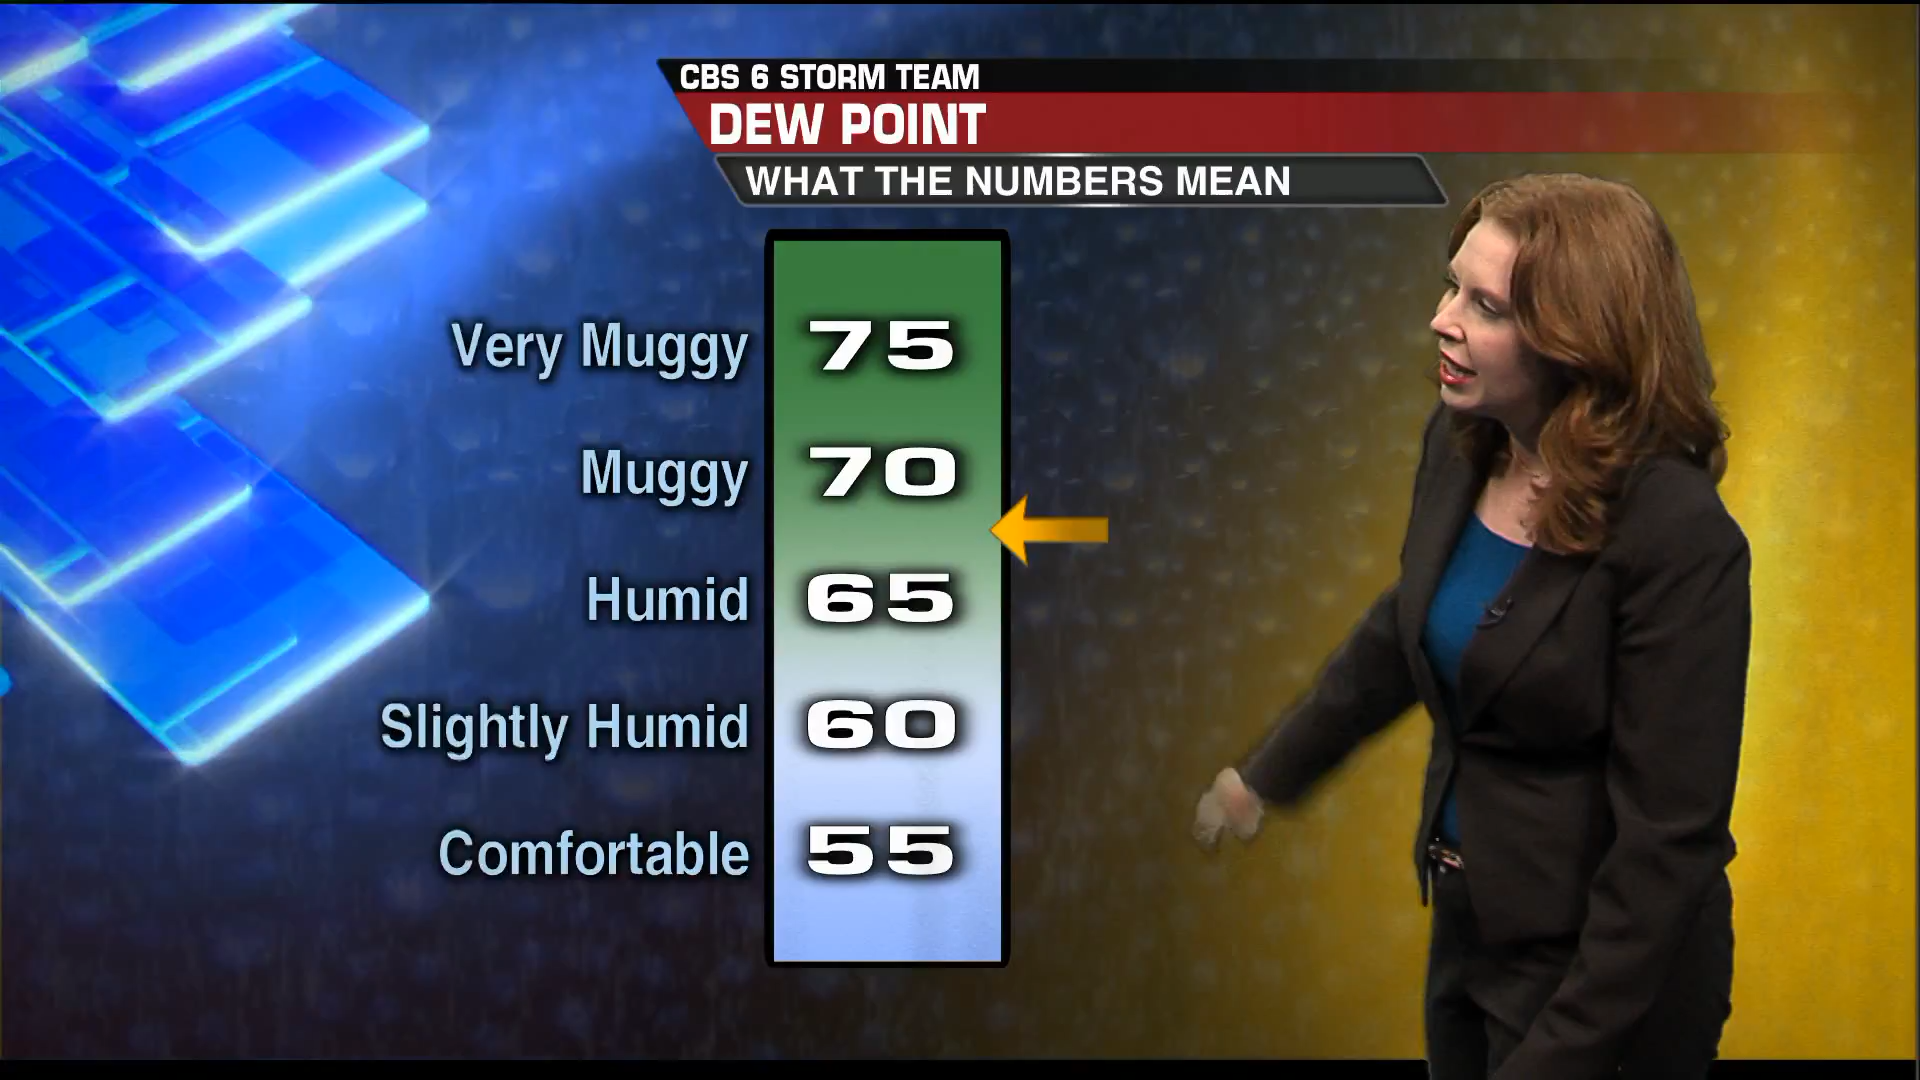 CBS 6 STORM TEAM
DEW POINT
WHAT THE NUMBERS MEAN
Very Muggy 75
Muggy 70
Humid 65
Slightly Humid 60
Comfortable 55